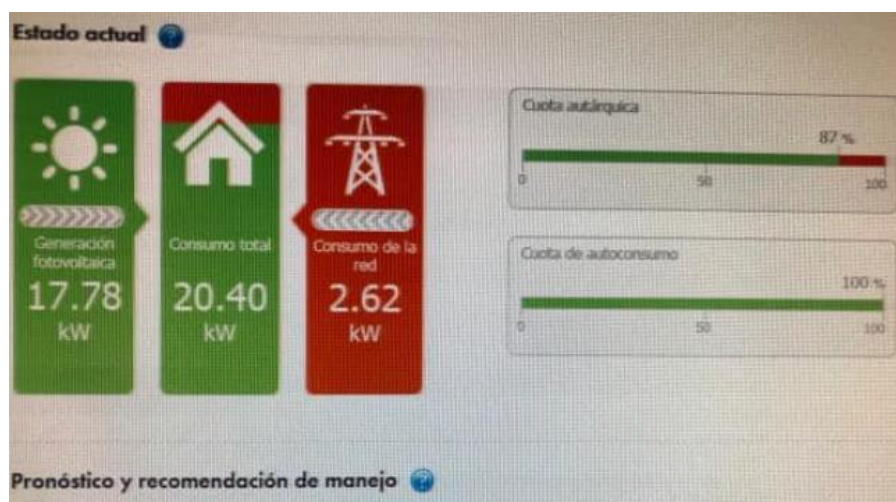 Estado actual
Generación
fotovoltaica
17.78
kW
Consumo total
20.40
kW
Consumo de la
red
2.62
kW
Cuota autárquica
87 %
0 50 100
Cuota de autoconsumo
100 %
0 50 100
Pronóstico y recomendación de manejo